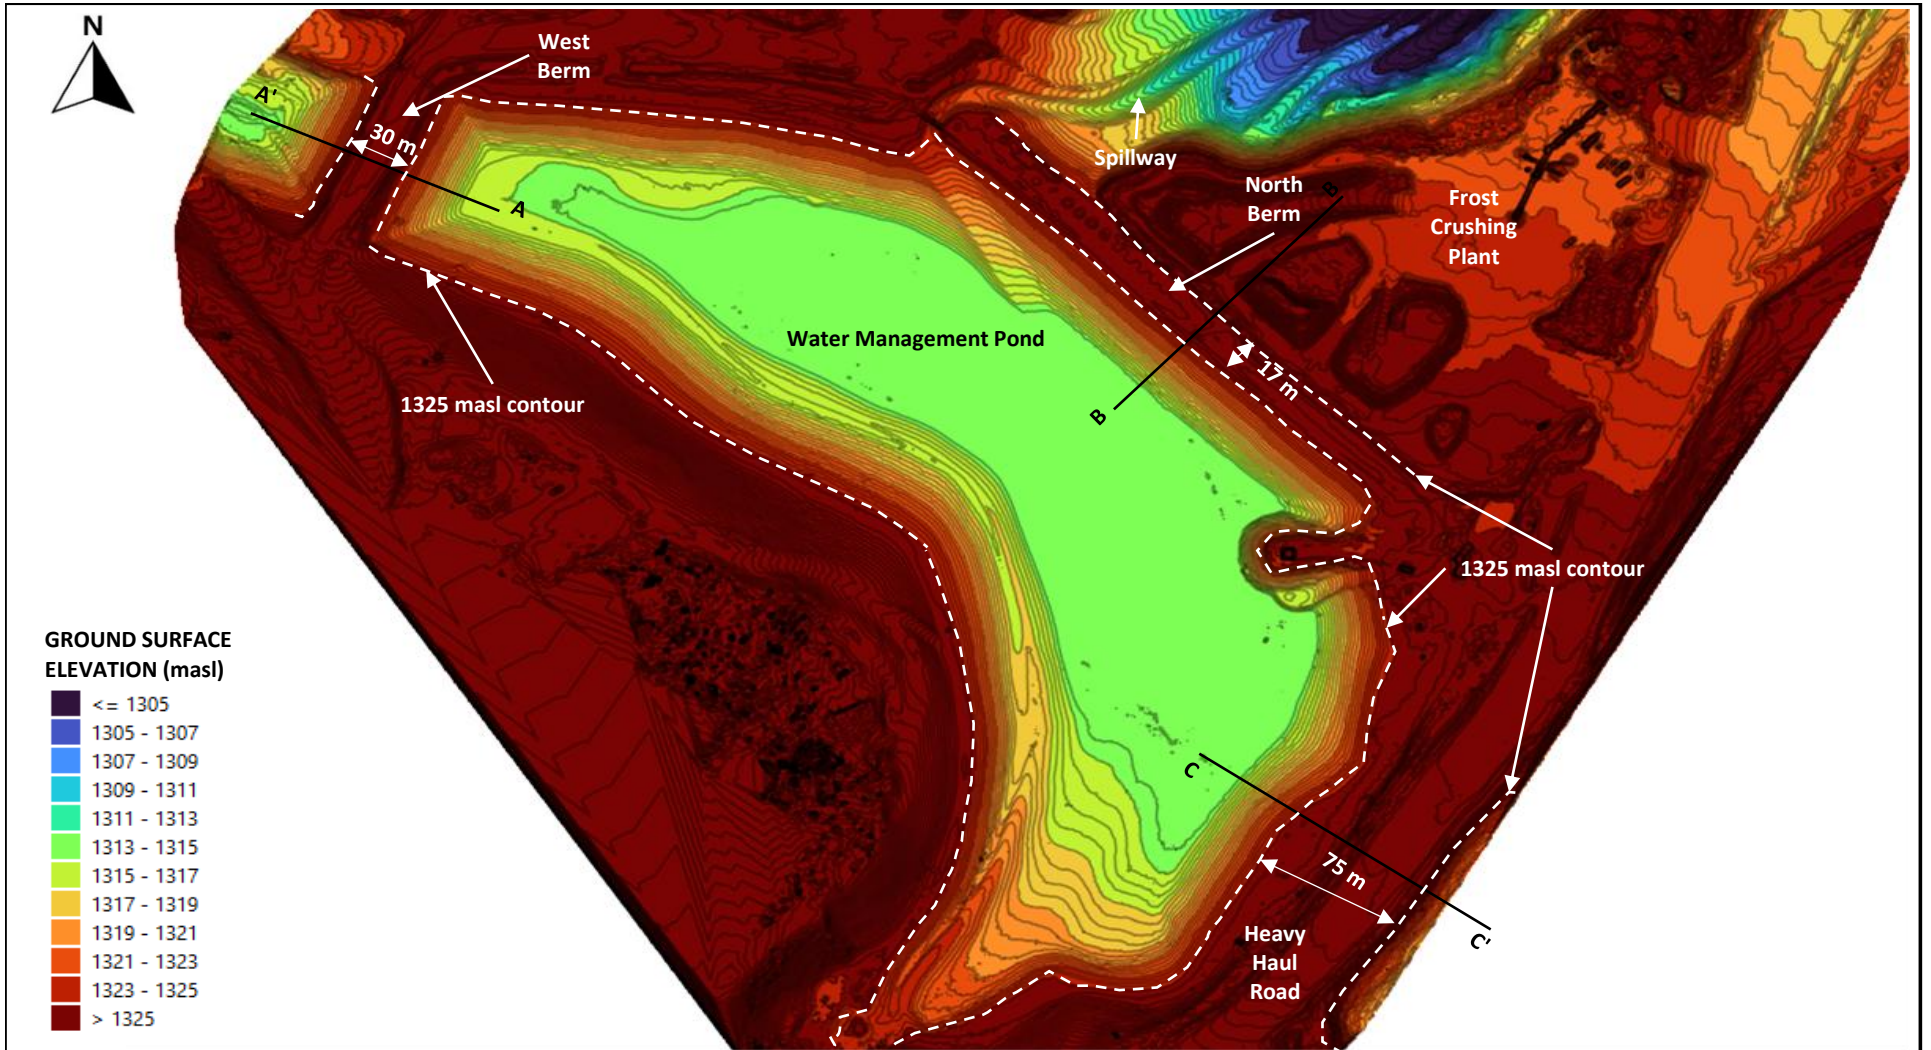 N
West
Berm
A'
30 m
A
Spillway
North
Berm
B
Frost
Crushing
Plant
Water Management Pond
17 m
1325 masl contour
B
1325 masl contour
C
75 m
Heavy
Haul
Road
C'
GROUND SURFACE
ELEVATION (masl)
<= 1305
1305 - 1307
1307 - 1309
1309 - 1311
1311 - 1313
1313 - 1315
1315 - 1317
1317 - 1319
1319 - 1321
1321 - 1323
1323 - 1325
> 1325